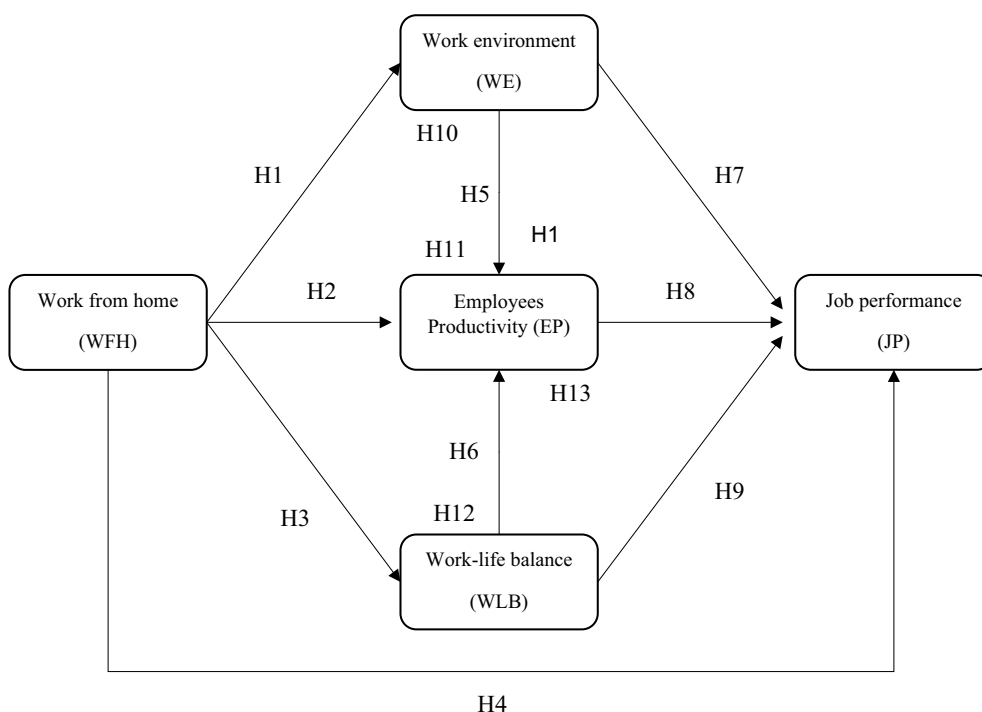 Work environment
(WE)
H10
H1
H7
H5
H1
H11
Work from home
(WFH)
H2
Employees
Productivity (EP)
H8
Job performance
(JP)
H13
H6
H3
H9
H12
Work-life balance
(WLB)
H4